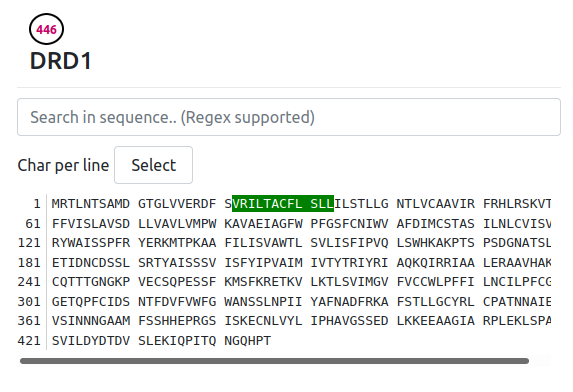 446
DRD1
Search in sequence.. (Regex supported)
Char per line Select
1 MRTLNTSAMD GTGLVVERDF SVRILTACFL SLLILSTLLG NTLVCAAVIR FRHLRSKVT
61 FFVISLAVSD LLVAVLVMPW KAVAEIAGFW PFGSFCNIWV AFDIMCSTAS ILNLCVISV
121 RYWAISSPFR YERKMTPKAA FILISVAWTL SVLISFIPVQ LSWHKAKPTS PSDGNATSL
181 ETIDNCDSSL SRTYAISSSV ISFYIPVAIM IVTYTRIYRI AQKQIRRIAA LERAAVHAK
241 CQTTTGNGKP VECSQPESSF KMSFKRETKV LKTLSVIMGV FVCCWLPFFI LNCILPFCG
301 GETQPFCIDS NTFDVFVWFG WANSSLNPII YAFNADFRKA FSTLLGCYRL CPATNNAIE
361 VSINNNGAAM FSSHHEPRGS ISKECNLVYL IPHAVGSSED LKKEEAAGIA RPLEKLSPA
421 SVILDYDTDV SLEKIQPITQ NGQHPT